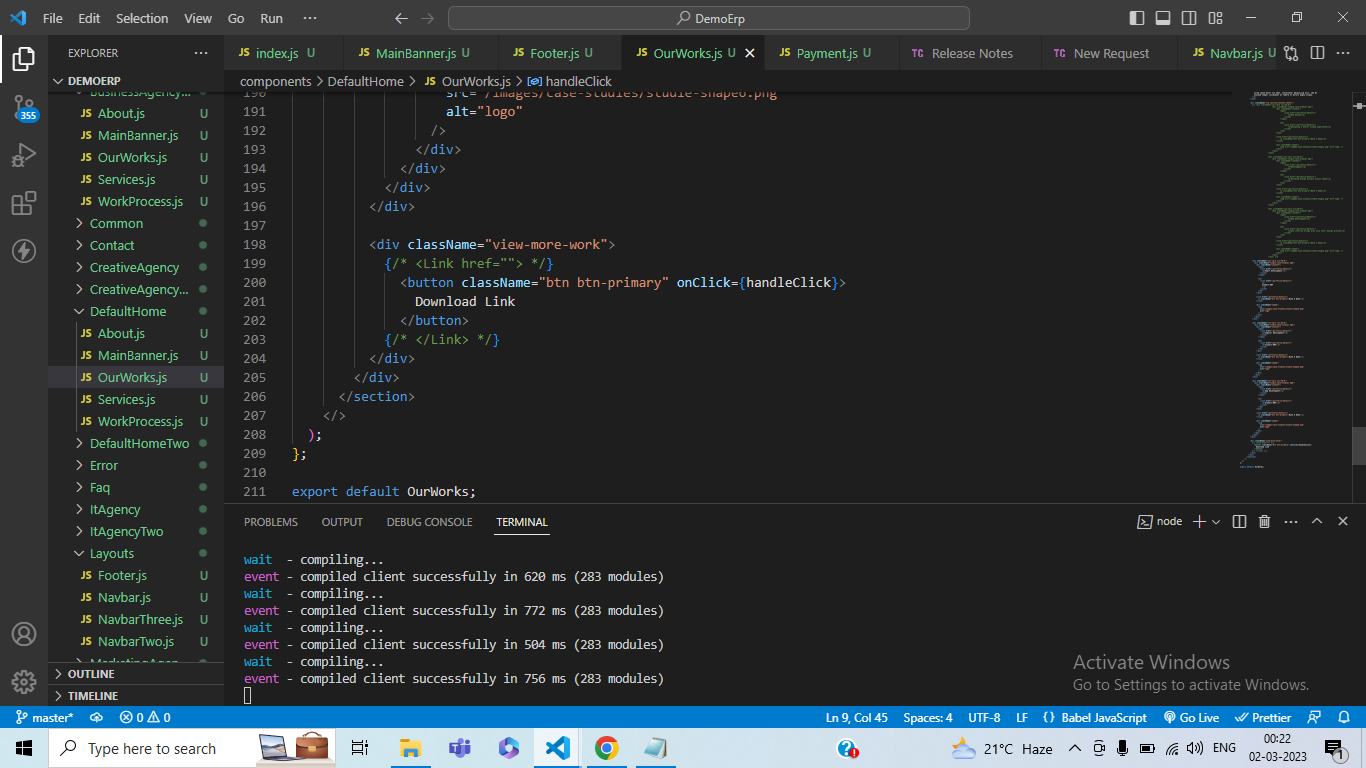 File Edit Selection View Go Run ··· DemoErp
EXPLORER ···
index.js U MainBanner.js U Footer.js U OurWorks.js U Payment.js U TC Release Notes TC New Request Navbar.js U
DEMOERP
components > DefaultHome > JS OurWorks.js > handleClick
BusinessAgency...
JS About.js U
JS MainBanner.js U
JS OurWorks.js U
JS Services.js U
JS WorkProcess.js U
Common
Contact
CreativeAgency
CreativeAgency...
DefaultHome
JS About.js U
JS MainBanner.js U
JS OurWorks.js U
JS Services.js U
JS WorkProcess.js U
DefaultHomeTwo
Error
Faq
ItAgency
ItAgencyTwo
Layouts
JS Footer.js U
JS Navbar.js U
JS NavbarThree.js U
JS NavbarTwo.js U
OUTLINE
TIMELINE
355
190 src="/images/case-studies/studie-shape6.png"
191 alt="logo"
192 />
193 </div>
194 </div>
195 </div>
196 </div>
197
198 <div className="view-more-work">
199 {/* <Link href=""> */}
200 <button className="btn btn-primary" onClick={handleClick}>
201 Download Link
202 </button>
203 {/* </Link> */}
204 </div>
205 </div>
206 </section>
207 </>
208 );
209 };
210
211 export default OurWorks;
PROBLEMS OUTPUT DEBUG CONSOLE TERMINAL node
wait - compiling...
event - compiled client successfully in 620 ms (283 modules)
wait - compiling...
event - compiled client successfully in 772 ms (283 modules)
wait - compiling...
event - compiled client successfully in 504 ms (283 modules)
wait - compiling...
event - compiled client successfully in 756 ms (283 modules)
Activate Windows
Go to Settings to activate Windows.
master* 0 0 Ln 9, Col 45 Spaces: 4 UTF-8 LF {} Babel JavaScript Go Live Prettier
Type here to search 21°C Haze ENG 00:22
02-03-2023
1